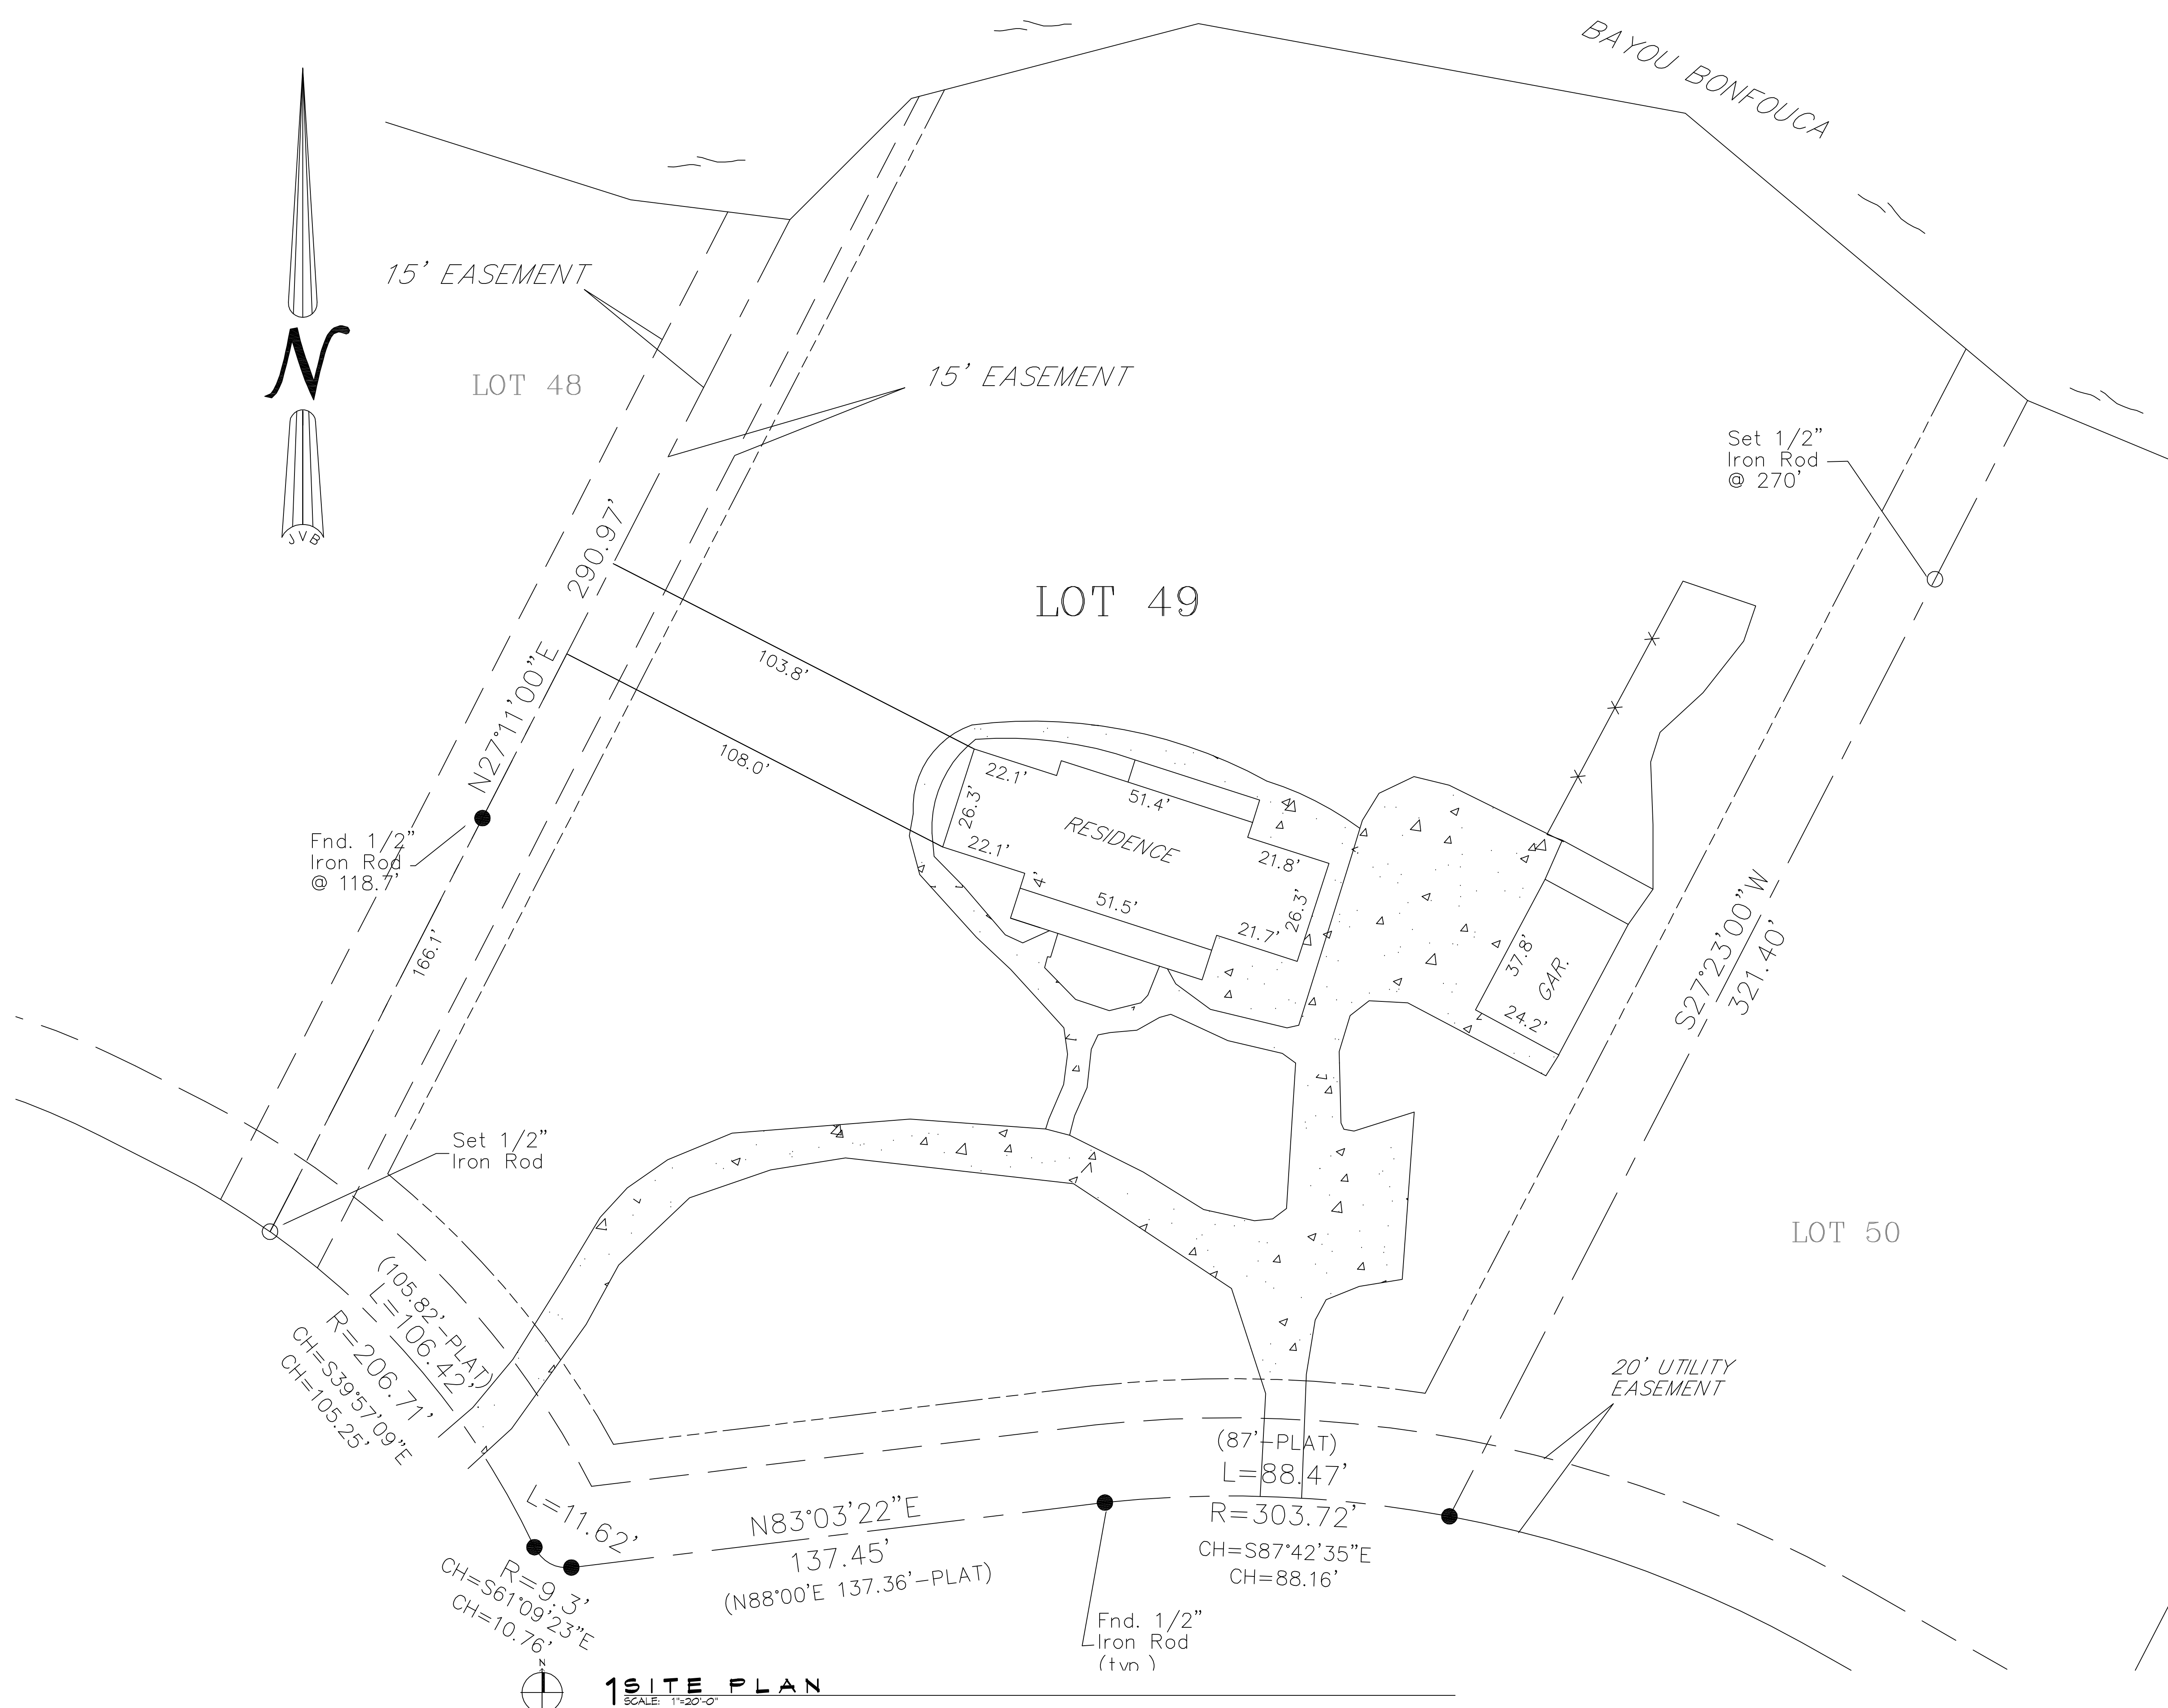 BAYOU BONFOUCA
15' EASEMENT
N
LOT 48
15' EASEMENT
Set 1/2"
Iron Rod
@ 270'
JVB
290.97'
N27°11'00"E
LOT 49
103.8'
108.0'
22.1'
51.4'
26.3'
RESIDENCE
22.1'
21.8'
4'
51.5'
26.3'
21.7'
Fnd. 1/2"
Iron Rod
@ 118.7'
166.1'
37.8'
GAR.
24.2'
S27°23'00"W
321.40'
Set 1/2"
Iron Rod
LOT 50
(105.82'-PLAT)
L=106.42'
R=206.71'
CH=S39°57'09"E
CH=105.25'
20' UTILITY
EASEMENT
(87'-PLAT)
L=88.47'
R=303.72'
CH=S87°42'35"E
CH=88.16'
L=11.62'
R=9.3'
CH=S61°09'23"E
CH=10.76'
N83°03'22"E
137.45'
(N88°00'E 137.36'-PLAT)
Fnd. 1/2"
Iron Rod
(typ.)
N
1 SITE PLAN
SCALE: 1"=20'-0"